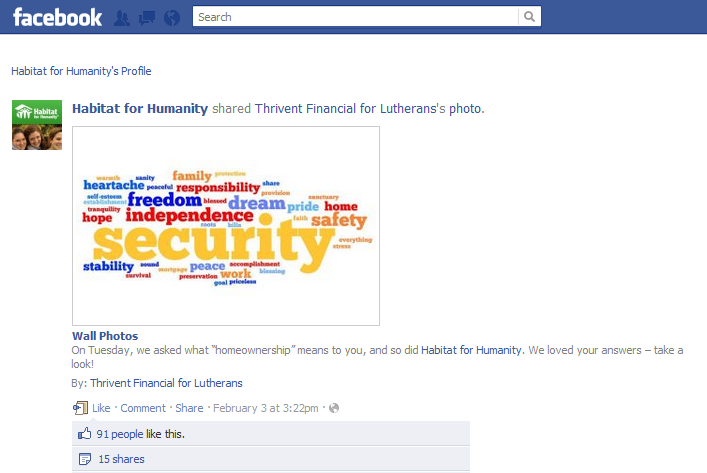 facebook
Search
Habitat for Humanity's Profile
Habitat for Humanity
Habitat for Humanity shared Thrivent Financial for Lutherans's photo.
warmth sanity family protection
heartache peaceful responsibility share
self-esteem freedom blessed dream provision sanctuary
establishment pride home
tranquility independence faith safety
hope roots bills
security
everything
stress
stability sound mortgage peace accomplishment blessing
survival preservation work
goal priceless
Wall Photos
On Tuesday, we asked what “homeownership” means to you, and so did Habitat for Humanity. We loved your answers – take a
look!
By: Thrivent Financial for Lutherans
Like · Comment · Share · February 3 at 3:22pm ·
91 people like this.
15 shares